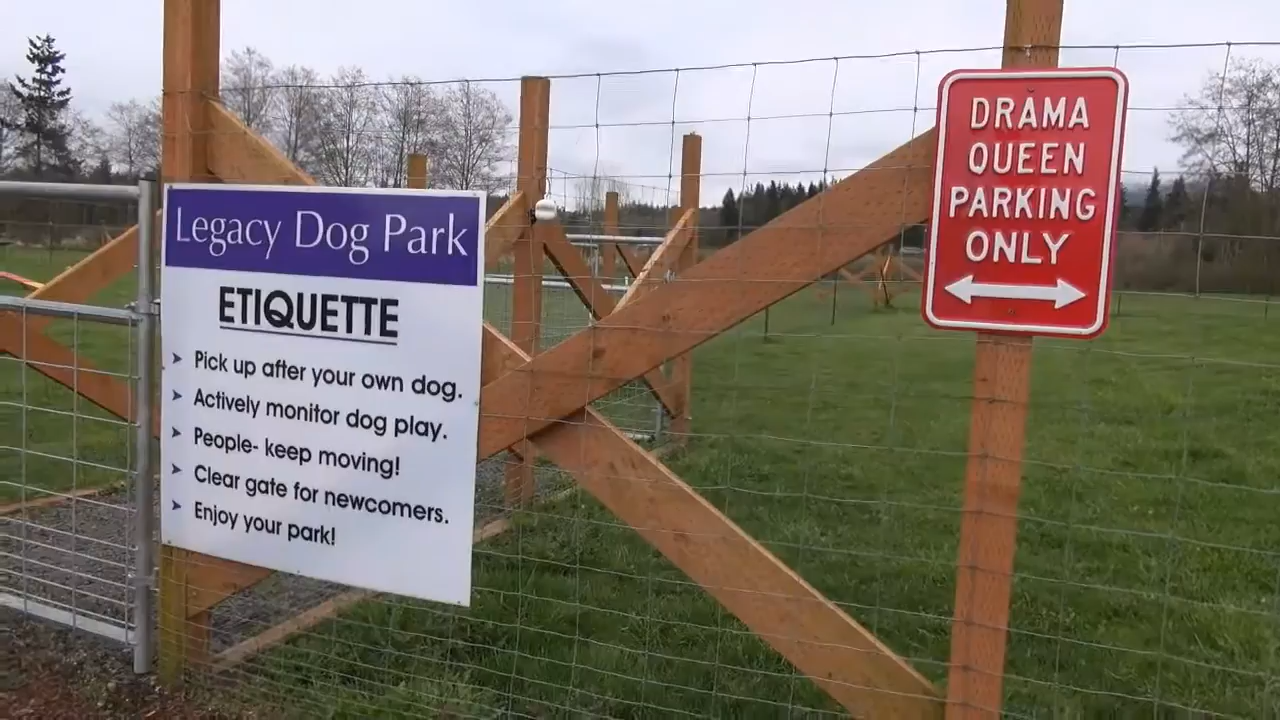 Legacy Dog Park
ETIQUETTE
➤ Pick up after your own dog.
➤ Actively monitor dog play.
➤ People- keep moving!
➤ Clear gate for newcomers.
➤ Enjoy your park!
DRAMA
QUEEN
PARKING
ONLY